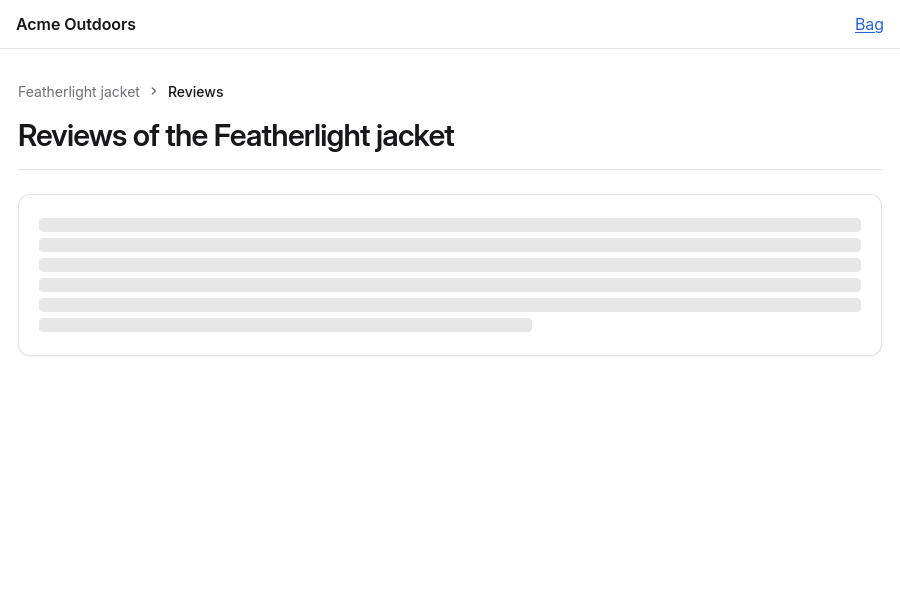 Acme Outdoors
Bag
Featherlight jacket
Reviews
Reviews of the Featherlight jacket